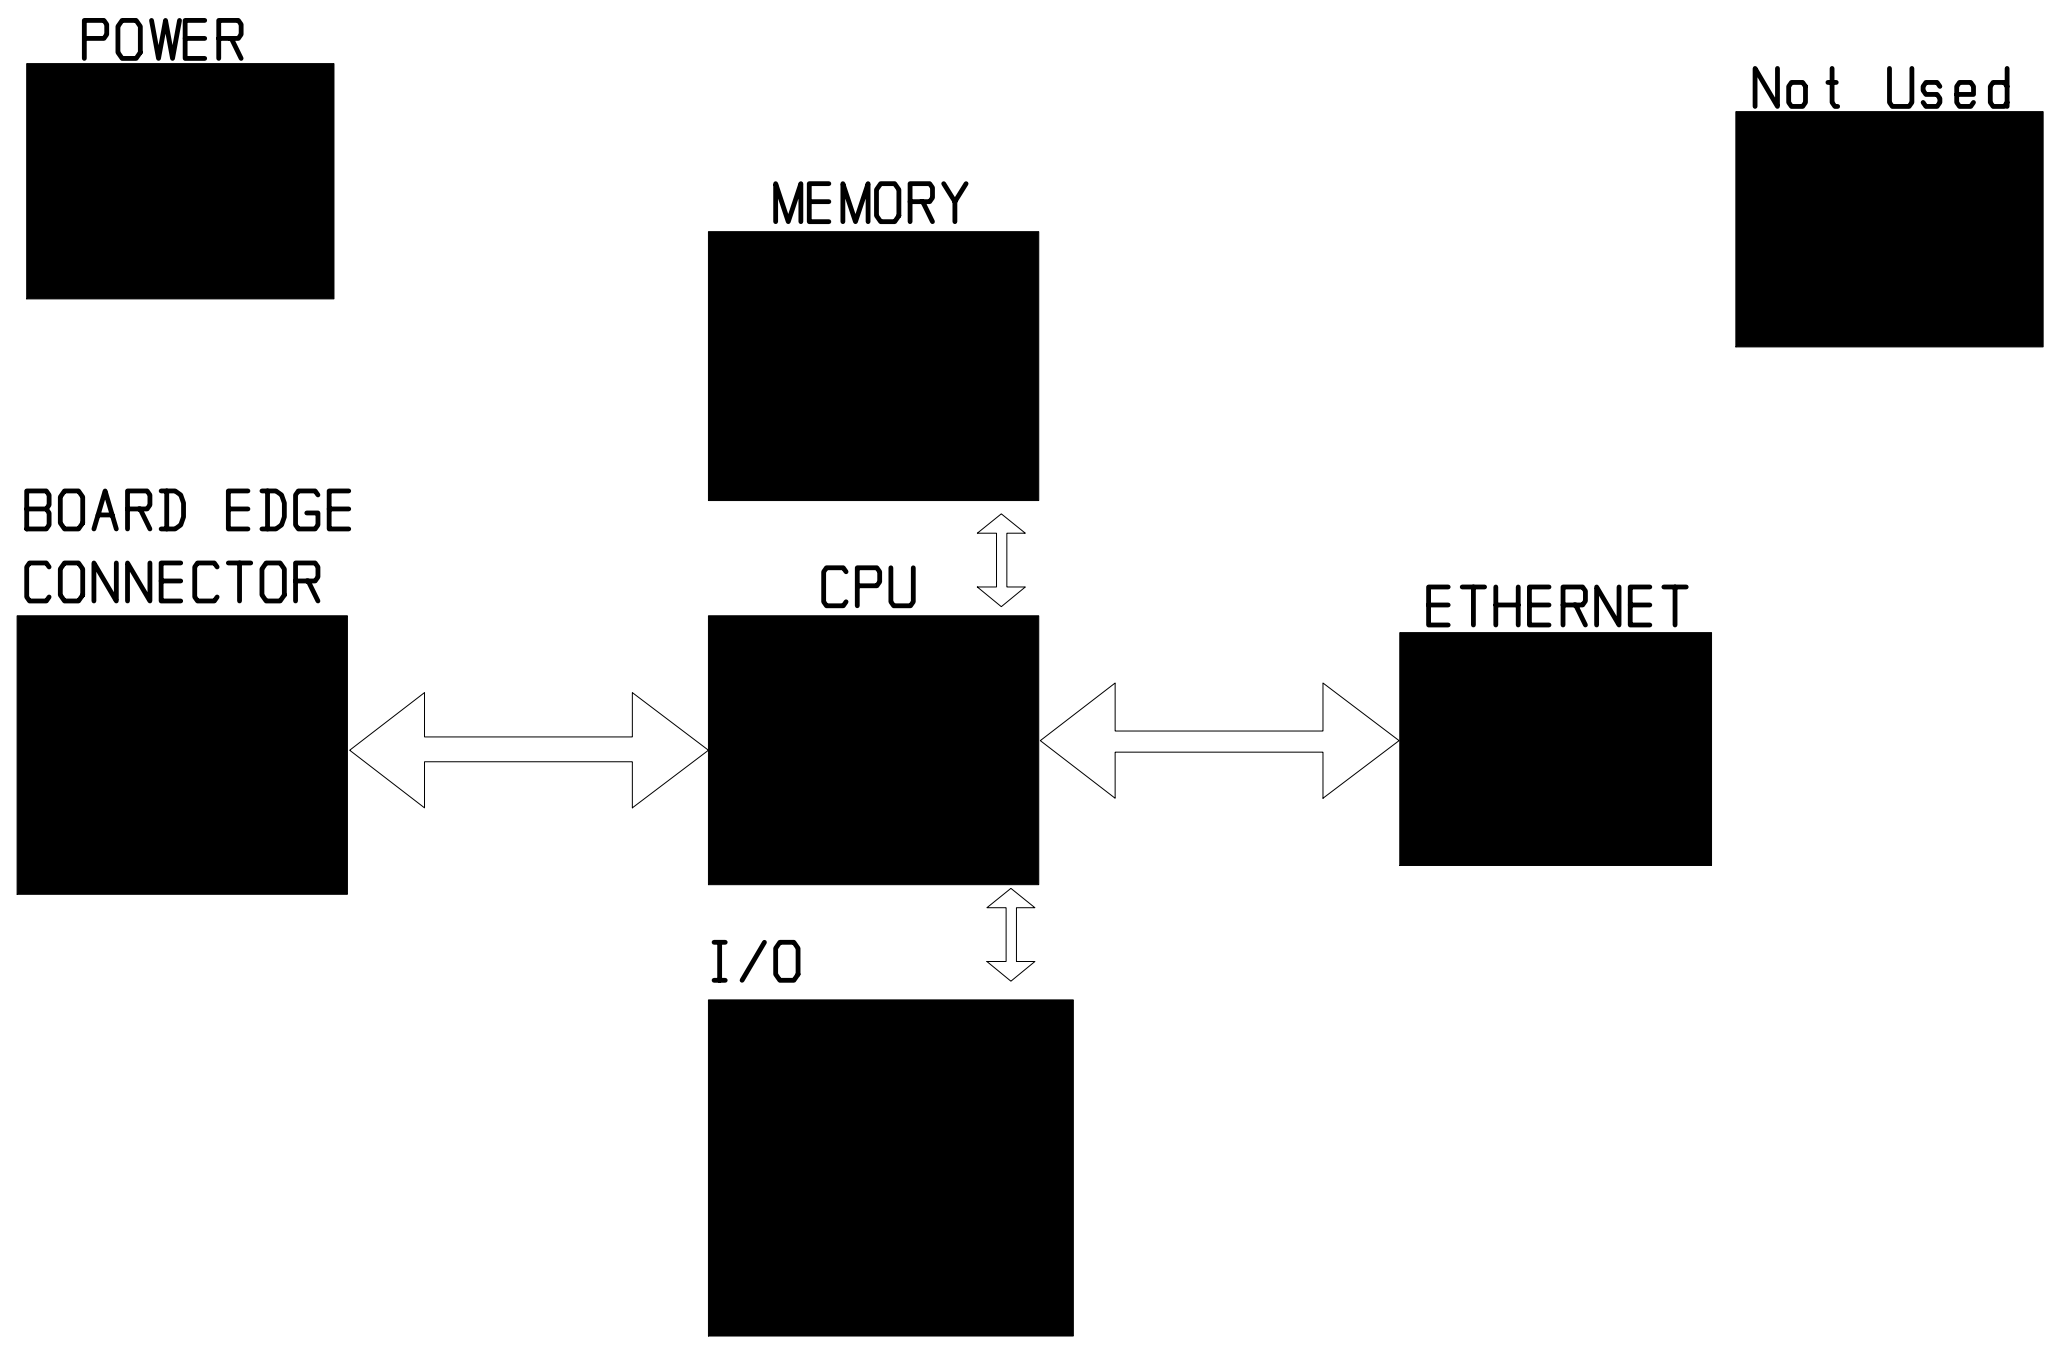 POWER
Not Used
MEMORY
BOARD EDGE
CONNECTOR
CPU
ETHERNET
I/O